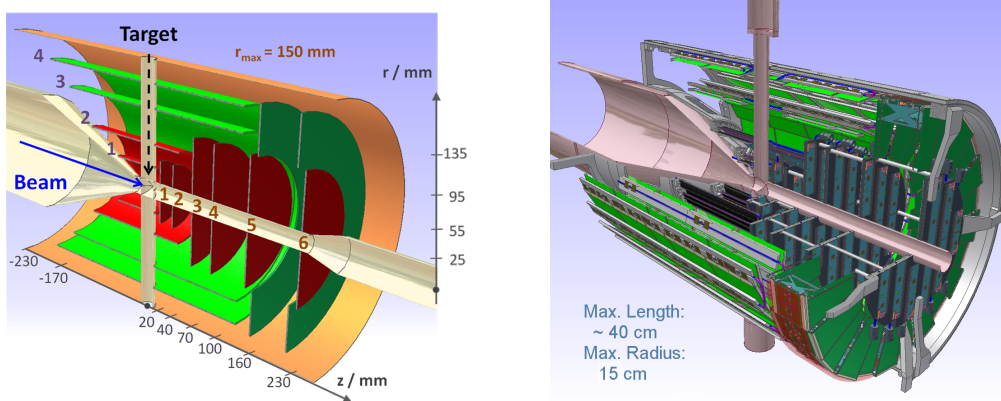 Target
r_max = 150 mm
r / mm
4
3
2
1
Beam
135
95
55
25
1
2
3
4
5
6
-230
-170
20
40
70
100
160
230
z / mm
Max. Length:
~ 40 cm
Max. Radius:
15 cm